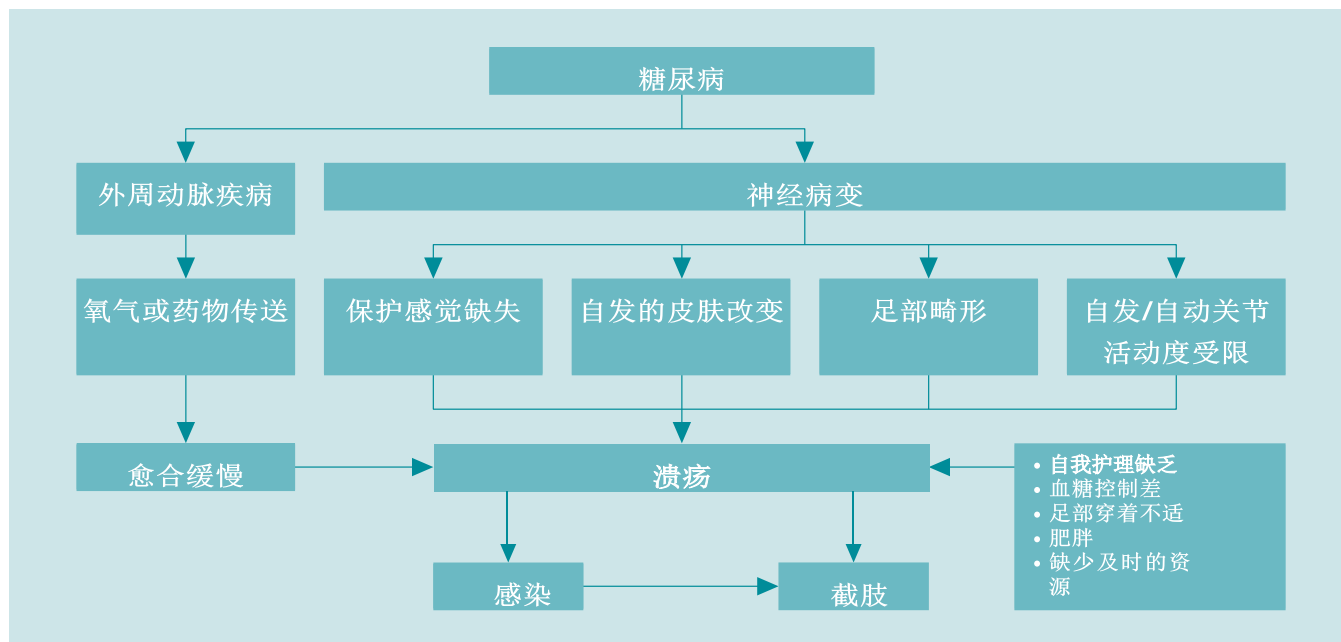 糖尿病
外周动脉疾病
神经病变
氧气或药物传送
保护感觉缺失
自发的皮肤改变
足部畸形
自发/自动关节
活动度受限
愈合缓慢
溃疡
• 自我护理缺乏
• 血糖控制差
• 足部穿着不适
• 肥胖
• 缺少及时的资
源
感染
截肢